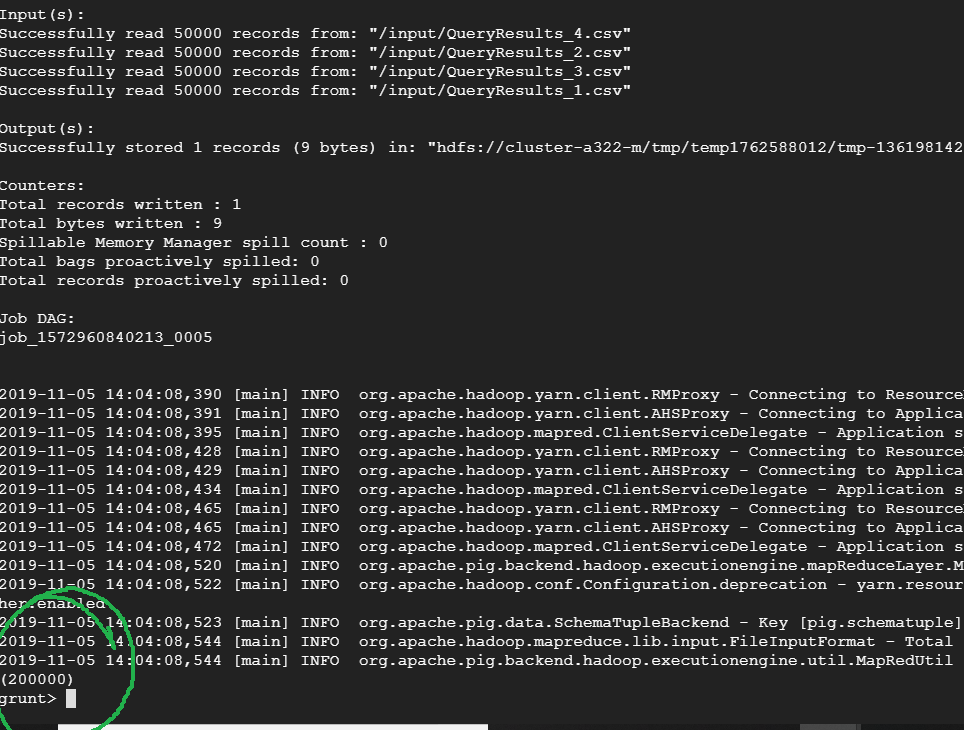 Input(s):
Successfully read 50000 records from: "/input/QueryResults_4.csv"
Successfully read 50000 records from: "/input/QueryResults_2.csv"
Successfully read 50000 records from: "/input/QueryResults_3.csv"
Successfully read 50000 records from: "/input/QueryResults_1.csv"
Output(s):
Successfully stored 1 records (9 bytes) in: "hdfs://cluster-a322-m/tmp/temp1762588012/tmp-136198142
Counters:
Total records written : 1
Total bytes written : 9
Spillable Memory Manager spill count : 0
Total bags proactively spilled: 0
Total records proactively spilled: 0
Job DAG:
job_1572960840213_0005
2019-11-05 14:04:08,390 [main] INFO  org.apache.hadoop.yarn.client.RMProxy - Connecting to Resource
2019-11-05 14:04:08,391 [main] INFO  org.apache.hadoop.yarn.client.AHSProxy - Connecting to Applica
2019-11-05 14:04:08,395 [main] INFO  org.apache.hadoop.mapred.ClientServiceDelegate - Application s
2019-11-05 14:04:08,428 [main] INFO  org.apache.hadoop.yarn.client.RMProxy - Connecting to Resource
2019-11-05 14:04:08,429 [main] INFO  org.apache.hadoop.yarn.client.AHSProxy - Connecting to Applica
2019-11-05 14:04:08,434 [main] INFO  org.apache.hadoop.mapred.ClientServiceDelegate - Application s
2019-11-05 14:04:08,465 [main] INFO  org.apache.hadoop.yarn.client.RMProxy - Connecting to Resource
2019-11-05 14:04:08,465 [main] INFO  org.apache.hadoop.yarn.client.AHSProxy - Connecting to Applica
2019-11-05 14:04:08,472 [main] INFO  org.apache.hadoop.mapred.ClientServiceDelegate - Application s
2019-11-05 14:04:08,520 [main] INFO  org.apache.pig.backend.hadoop.executionengine.mapReduceLayer.M
2019-11-05 14:04:08,522 [main] INFO  org.apache.hadoop.conf.Configuration.deprecation - yarn.resour
her.enabled
2019-11-05 14:04:08,523 [main] INFO  org.apache.pig.data.SchemaTupleBackend - Key [pig.schematuple]
2019-11-05 14:04:08,544 [main] INFO  org.apache.hadoop.mapreduce.lib.input.FileInputFormat - Total
2019-11-05 14:04:08,544 [main] INFO  org.apache.pig.backend.hadoop.executionengine.util.MapRedUtil
(200000)
grunt>